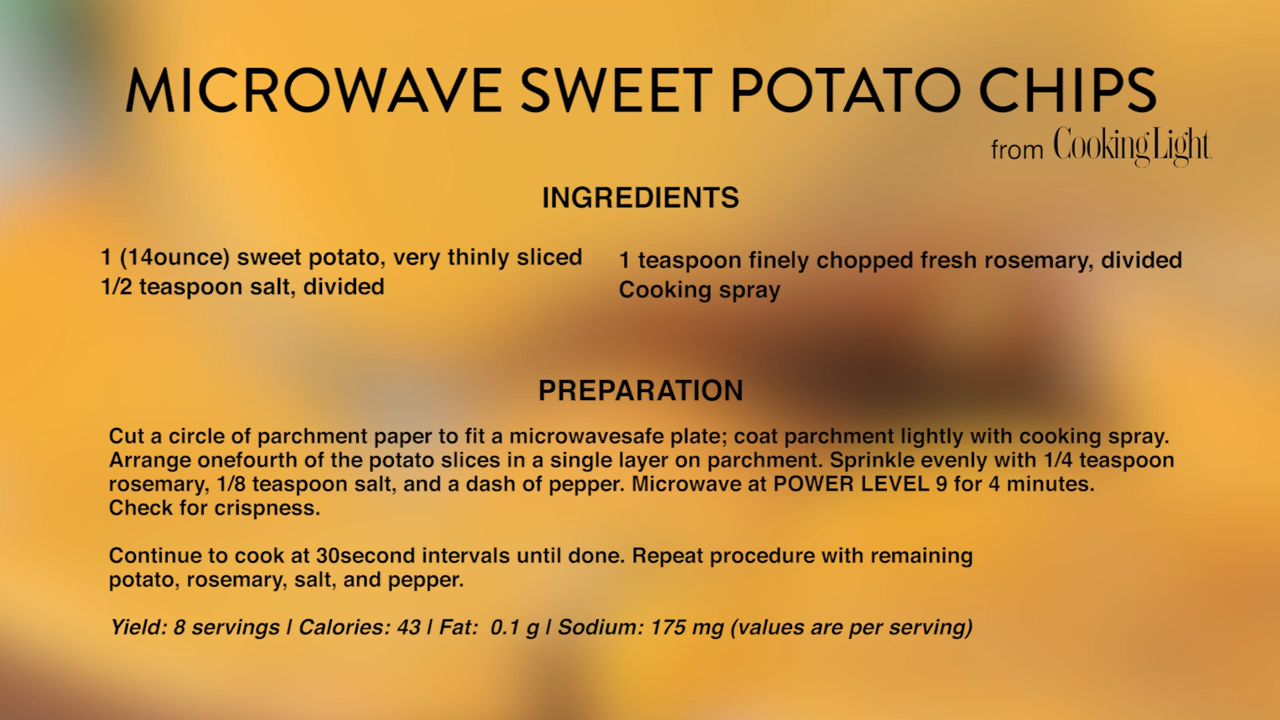 MICROWAVE SWEET POTATO CHIPS
from Cooking Light
INGREDIENTS
1 (14ounce) sweet potato, very thinly sliced
1/2 teaspoon salt, divided
1 teaspoon finely chopped fresh rosemary, divided
Cooking spray
PREPARATION
Cut a circle of parchment paper to fit a microwavesafe plate; coat parchment lightly with cooking spray.
Arrange onefourth of the potato slices in a single layer on parchment. Sprinkle evenly with 1/4 teaspoon
rosemary, 1/8 teaspoon salt, and a dash of pepper. Microwave at POWER LEVEL 9 for 4 minutes.
Check for crispness.
Continue to cook at 30second intervals until done. Repeat procedure with remaining
potato, rosemary, salt, and pepper.
Yield: 8 servings | Calories: 43 | Fat:  0.1 g | Sodium: 175 mg (values are per serving)